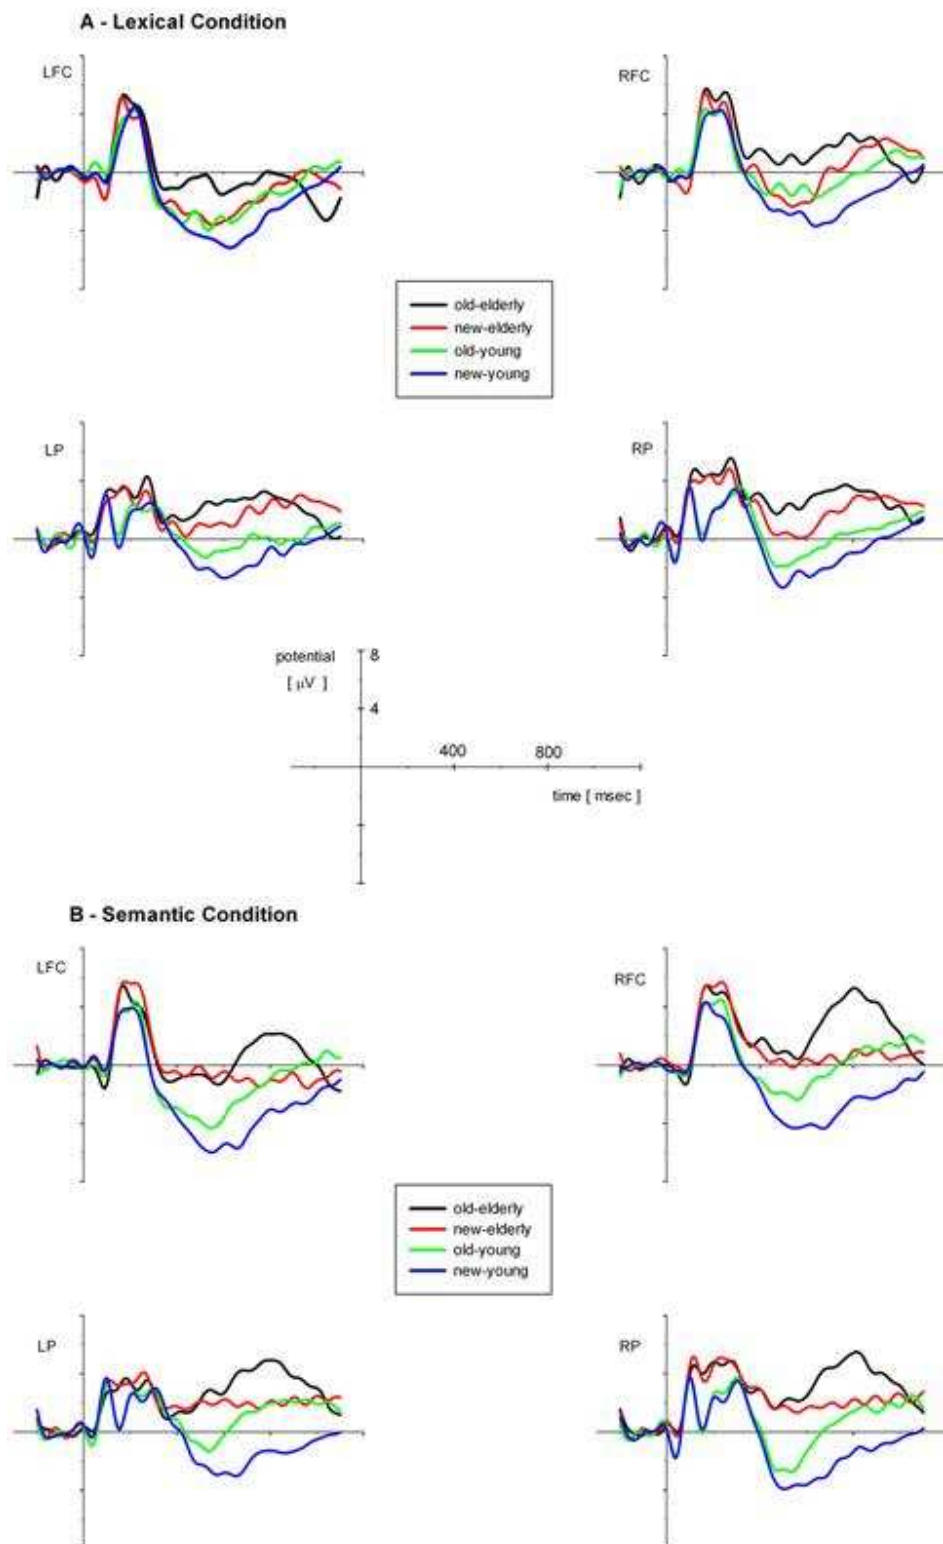 A - Lexical Condition
LFC
RFC
old-elderly
new-elderly
old-young
new-young
LP
RP
potential
[ µV ]
8
4
400
800
time [ msec ]
B - Semantic Condition
LFC
RFC
old-elderly
new-elderly
old-young
new-young
LP
RP